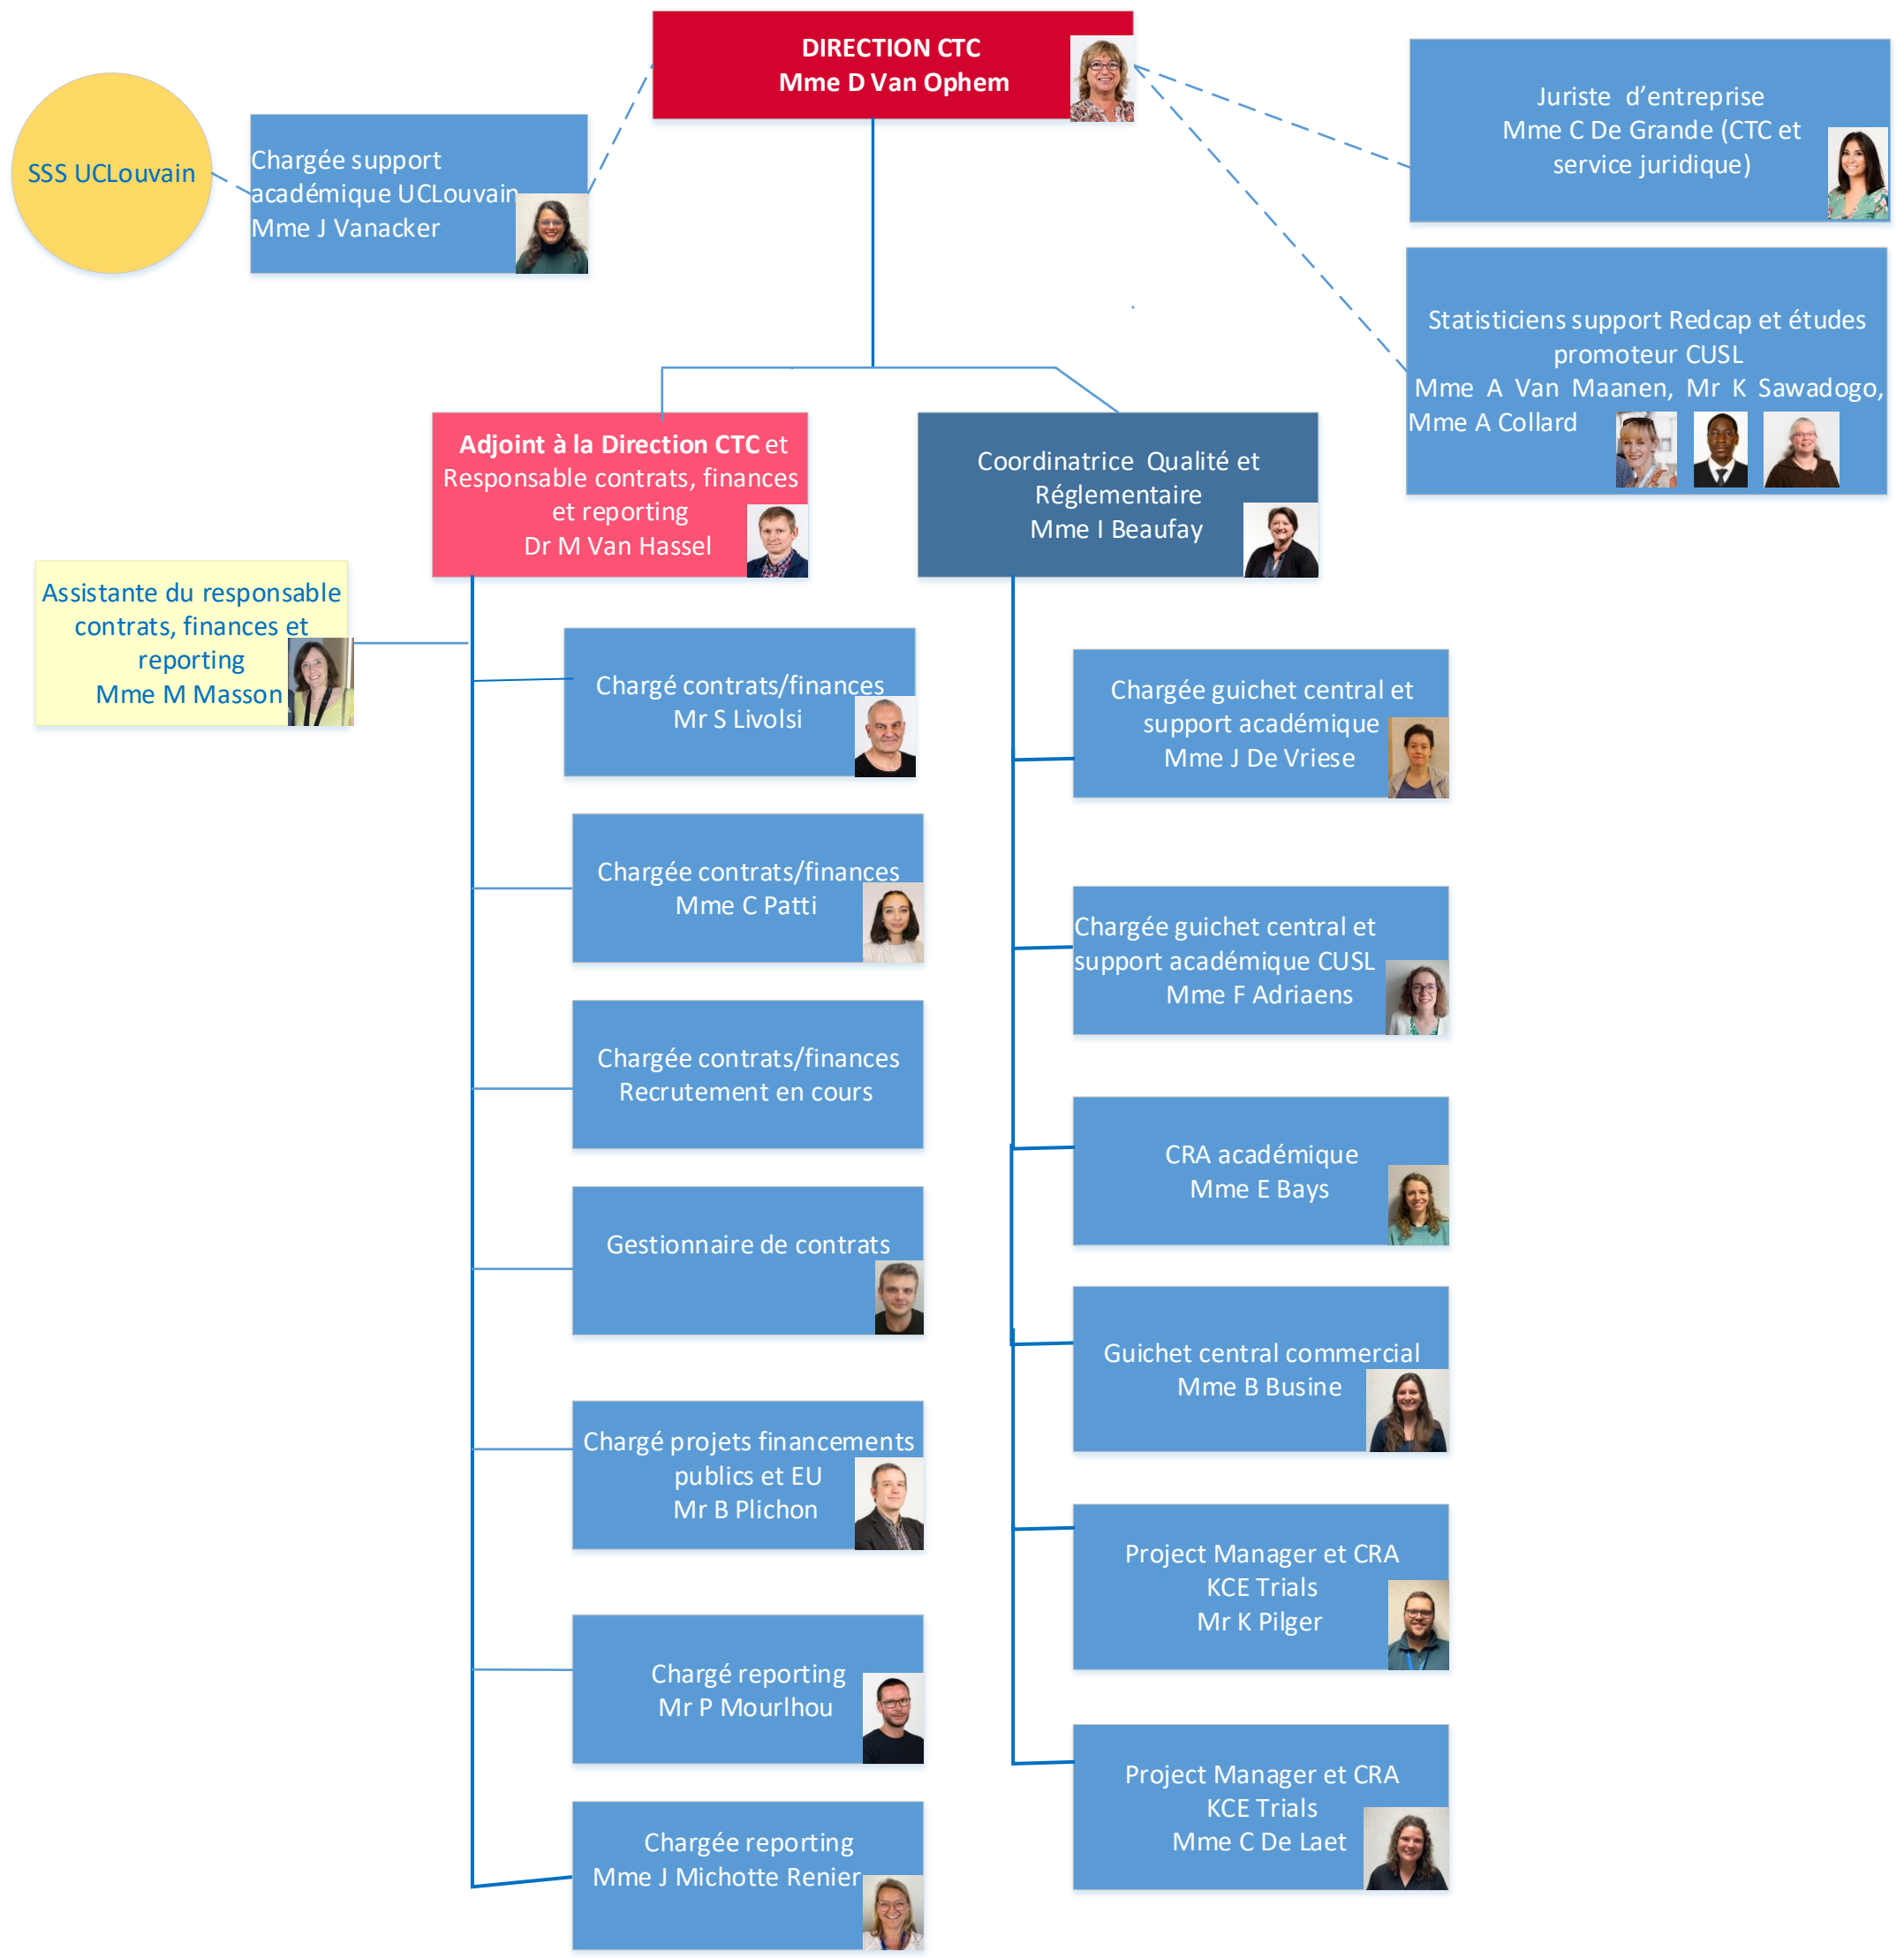 DIRECTION CTC
Mme D Van Ophem
SSS UCLouvain
Chargée support
académique UCLouvain
Mme J Vanacker
Juriste d’entreprise
Mme C De Grande (CTC et
service juridique)
Statisticiens support Redcap et études
promoteur CUSL
Mme A Van Maanen, Mr K Sawadogo,
Mme A Collard
Adjoint à la Direction CTC et
Responsable contrats, finances
et reporting
Dr M Van Hassel
Coordinatrice Qualité et
Réglementaire
Mme I Beaufay
Assistante du responsable
contrats, finances et
reporting
Mme M Masson
Chargé contrats/finances
Mr S Livolsi
Chargée contrats/finances
Mme C Patti
Chargée contrats/finances
Recrutement en cours
Gestionnaire de contrats
Chargé projets financements
publics et EU
Mr B Plichon
Chargé reporting
Mr P Mourlhou
Chargée reporting
Mme J Michotte Renier
Chargée guichet central et
support académique
Mme J De Vriese
Chargée guichet central et
support académique CUSL
Mme F Adriaens
CRA académique
Mme E Bays
Guichet central commercial
Mme B Busine
Project Manager et CRA
KCE Trials
Mr K Pilger
Project Manager et CRA
KCE Trials
Mme C De Laet